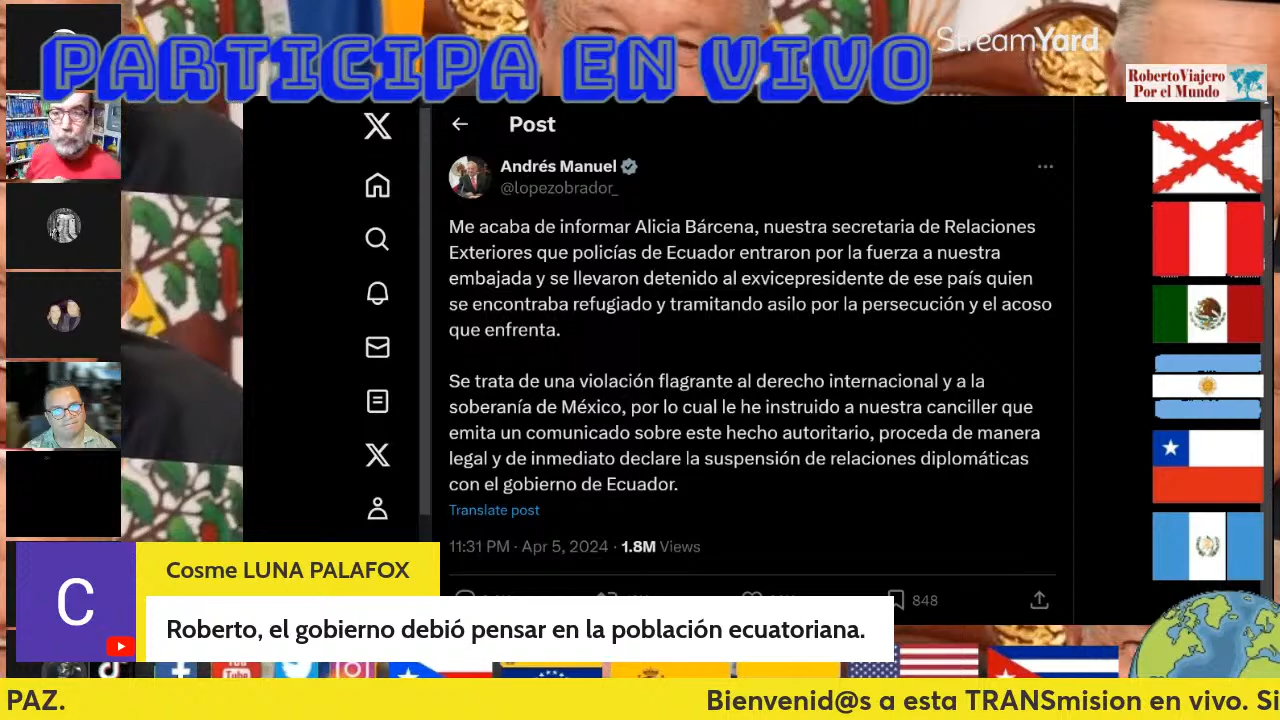 PARTICIPA EN VIVO
StreamYard
RobertoViajero
Por el Mundo
Post
Andrés Manuel
@lopezobrador_
Me acaba de informar Alicia Bárcena, nuestra secretaria de Relaciones
Exteriores que policías de Ecuador entraron por la fuerza a nuestra
embajada y se llevaron detenido al exvicepresidente de ese país quien
se encontraba refugiado y tramitando asilo por la persecución y el acoso
que enfrenta.
Se trata de una violación flagrante al derecho internacional y a la
soberanía de México, por lo cual le he instruido a nuestra canciller que
emita un comunicado sobre este hecho autoritario, proceda de manera
legal y de inmediato declare la suspensión de relaciones diplomáticas
con el gobierno de Ecuador.
Translate post
11:31 PM · Apr 5, 2024 · 1.8M Views
848
C
Cosme LUNA PALAFOX
Roberto, el gobierno debió pensar en la población ecuatoriana.
PAZ.
Bienvenid@s a esta TRANSmision en vivo. Si